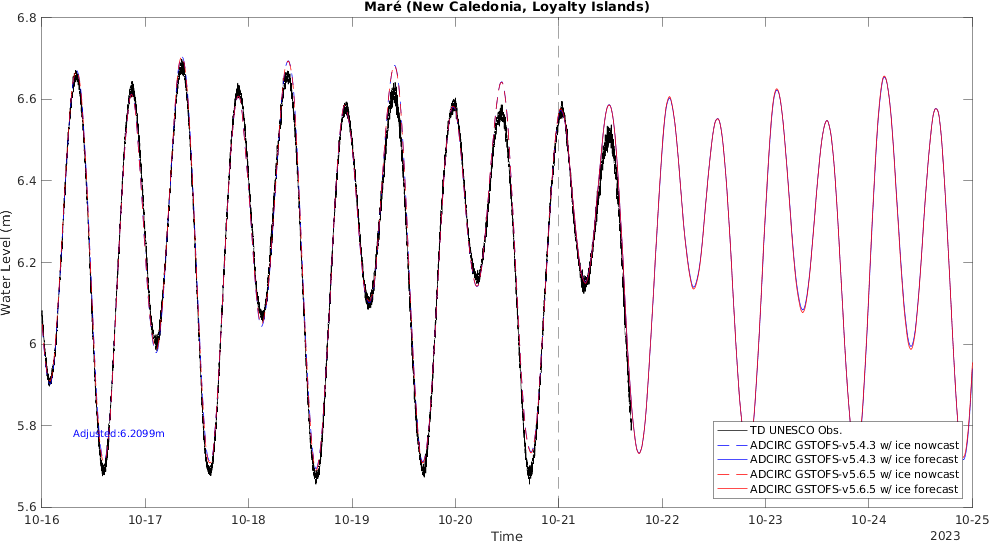 Maré (New Caledonia, Loyalty Islands)
6.8
6.6
6.4
6.2
6
5.8
5.6
Water Level (m)
Adjusted:6.2099m
TD UNESCO Obs.
ADCIRC GSTOFS-v5.4.3 w/ ice nowcast
ADCIRC GSTOFS-v5.4.3 w/ ice forecast
ADCIRC GSTOFS-v5.6.5 w/ ice nowcast
ADCIRC GSTOFS-v5.6.5 w/ ice forecast
10-16 10-17 10-18 10-19 10-20 10-21 10-22 10-23 10-24 10-25
Time
2023